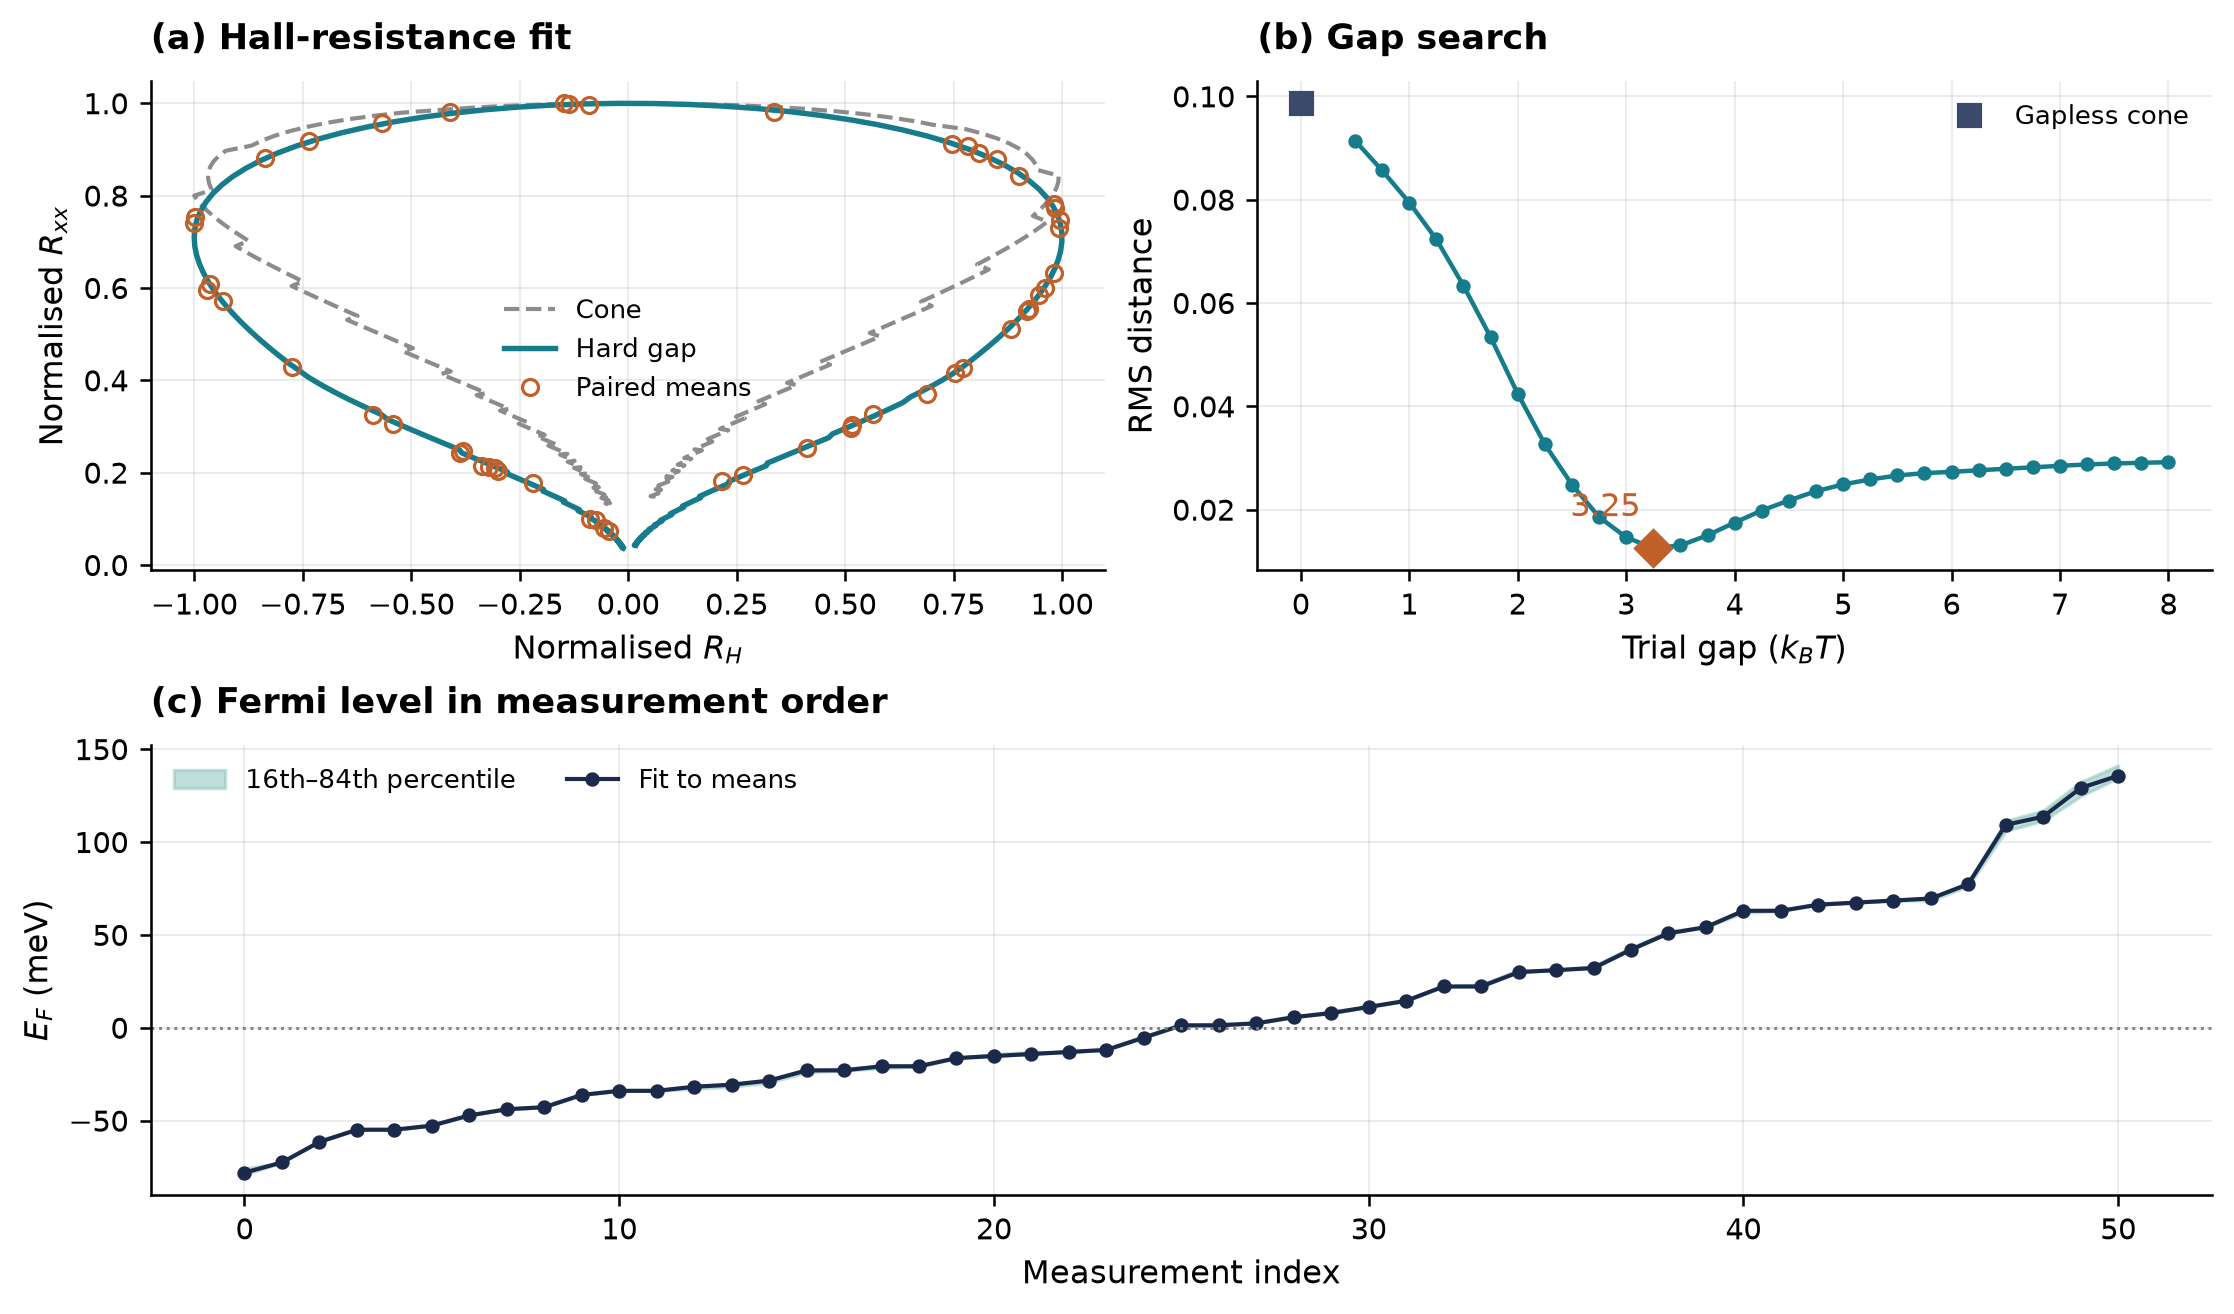 (a) Hall-resistance fit
Normalised Rxx
1.0
0.8
0.6
0.4
0.2
0.0
Cone
Hard gap
Paired means
−1.00 −0.75 −0.50 −0.25 0.00 0.25 0.50 0.75 1.00
Normalised RH
(b) Gap search
RMS distance
0.10
0.08
0.06
0.04
0.02
Gapless cone
3.25
0 1 2 3 4 5 6 7 8
Trial gap (kBT)
(c) Fermi level in measurement order
EF (meV)
150
100
50
0
−50
16th–84th percentile
Fit to means
0 10 20 30 40 50
Measurement index